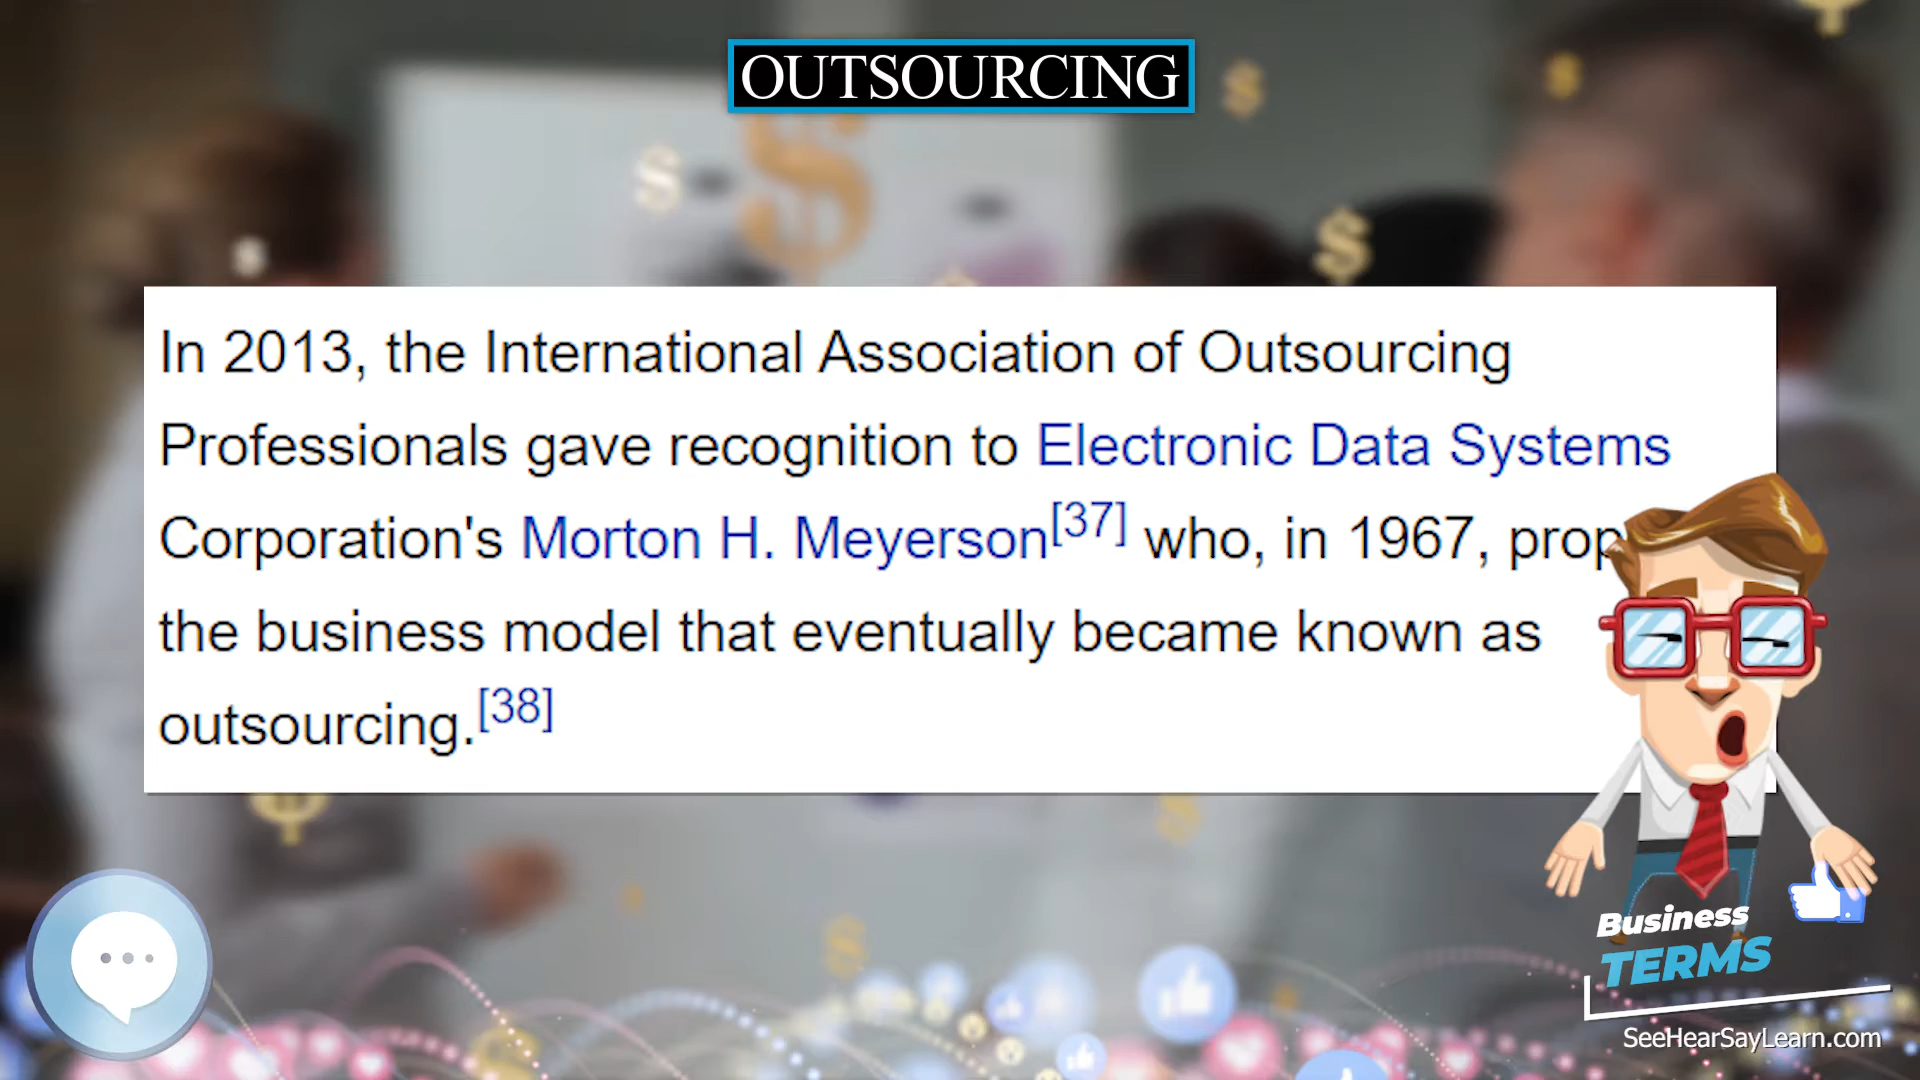 OUTSOURCING
In 2013, the International Association of Outsourcing
Professionals gave recognition to Electronic Data Systems
Corporation's Morton H. Meyerson[37] who, in 1967,
the business model that eventually became known as
outsourcing.[38]
Business
TERMS
SeeHearSayLearn.com